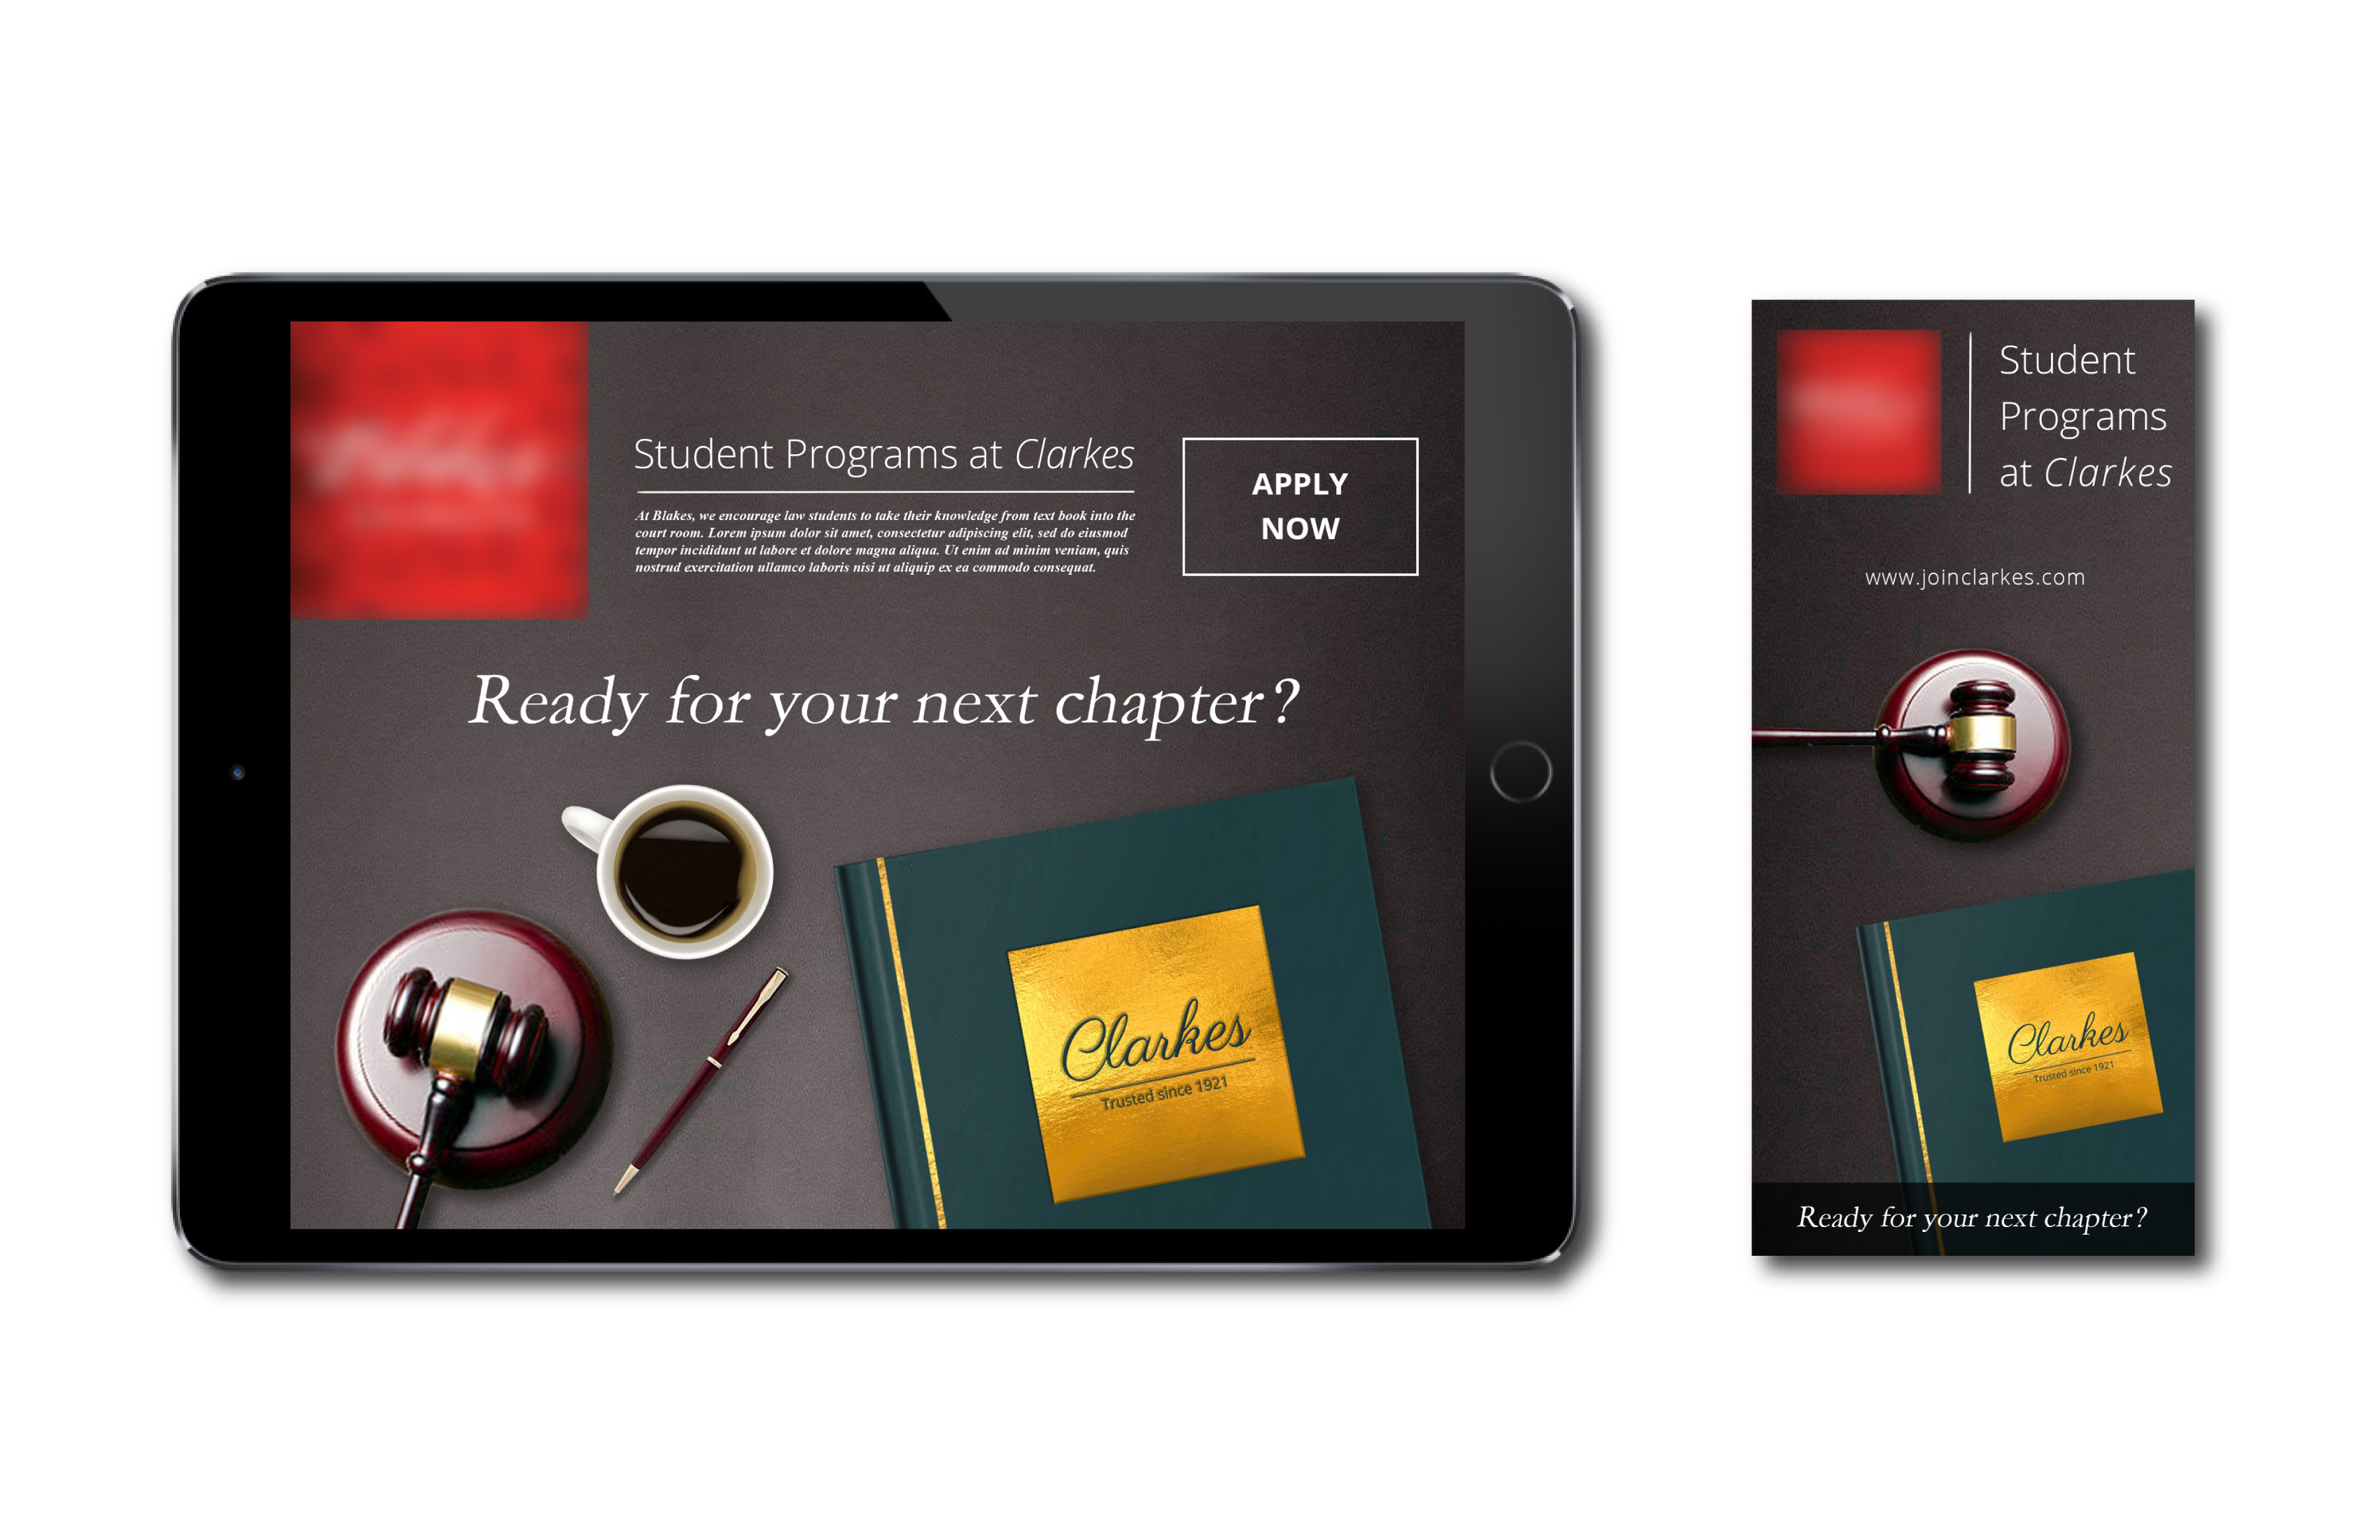 Student Programs at Clarkes
At Blakes, we encourage law students to take their knowledge from text book into the
court room. Lorem ipsum dolor sit amet, consectetur adipiscing elit, sed do eiusmod
tempor incididunt ut labore et dolore magna aliqua. Ut enim ad minim veniam, quis
nostrud exercitation ullamco laboris nisi ut aliquip ex ea commodo consequat.
APPLY
NOW
Ready for your next chapter?
Clarkes
Trusted since 1921
Student
Programs
at Clarkes
www.joinclarkes.com
Clarkes
Trusted since 1921
Ready for your next chapter?